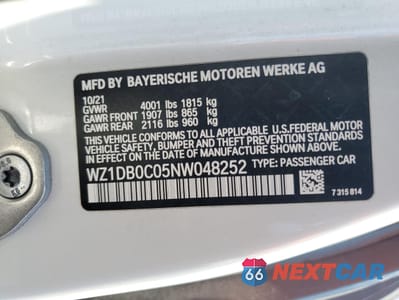 MFD BY BAYERISCHE MOTOREN WERKE AG
10/21
GVWR 4001 lbs 1815 kg
GAWR FRONT 1907 lbs 865 kg
GAWR REAR 2116 lbs 960 kg
THIS VEHICLE CONFORMS TO ALL APPLICABLE U.S.FEDERAL MOTOR
VEHICLE SAFETY, BUMPER, AND THEFT PREVENTION STANDARDS
IN EFFECT ON THE DATE OF MANUFACTURE SHOWN ABOVE.
WZ1DB0C05NW048252 TYPE: PASSENGER CAR
7 315 814
66 NEXTCAR